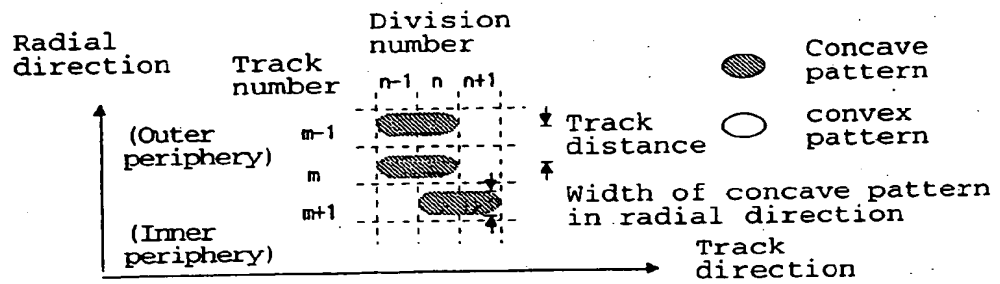 Radial
direction
Track
number
Division
number
n-1 n n+1
Concave
pattern
convex
pattern
(Outer
periphery)
m-1
m
m+1
(Inner
periphery)
Track
distance
Width of concave pattern
in radial direction
Track
direction